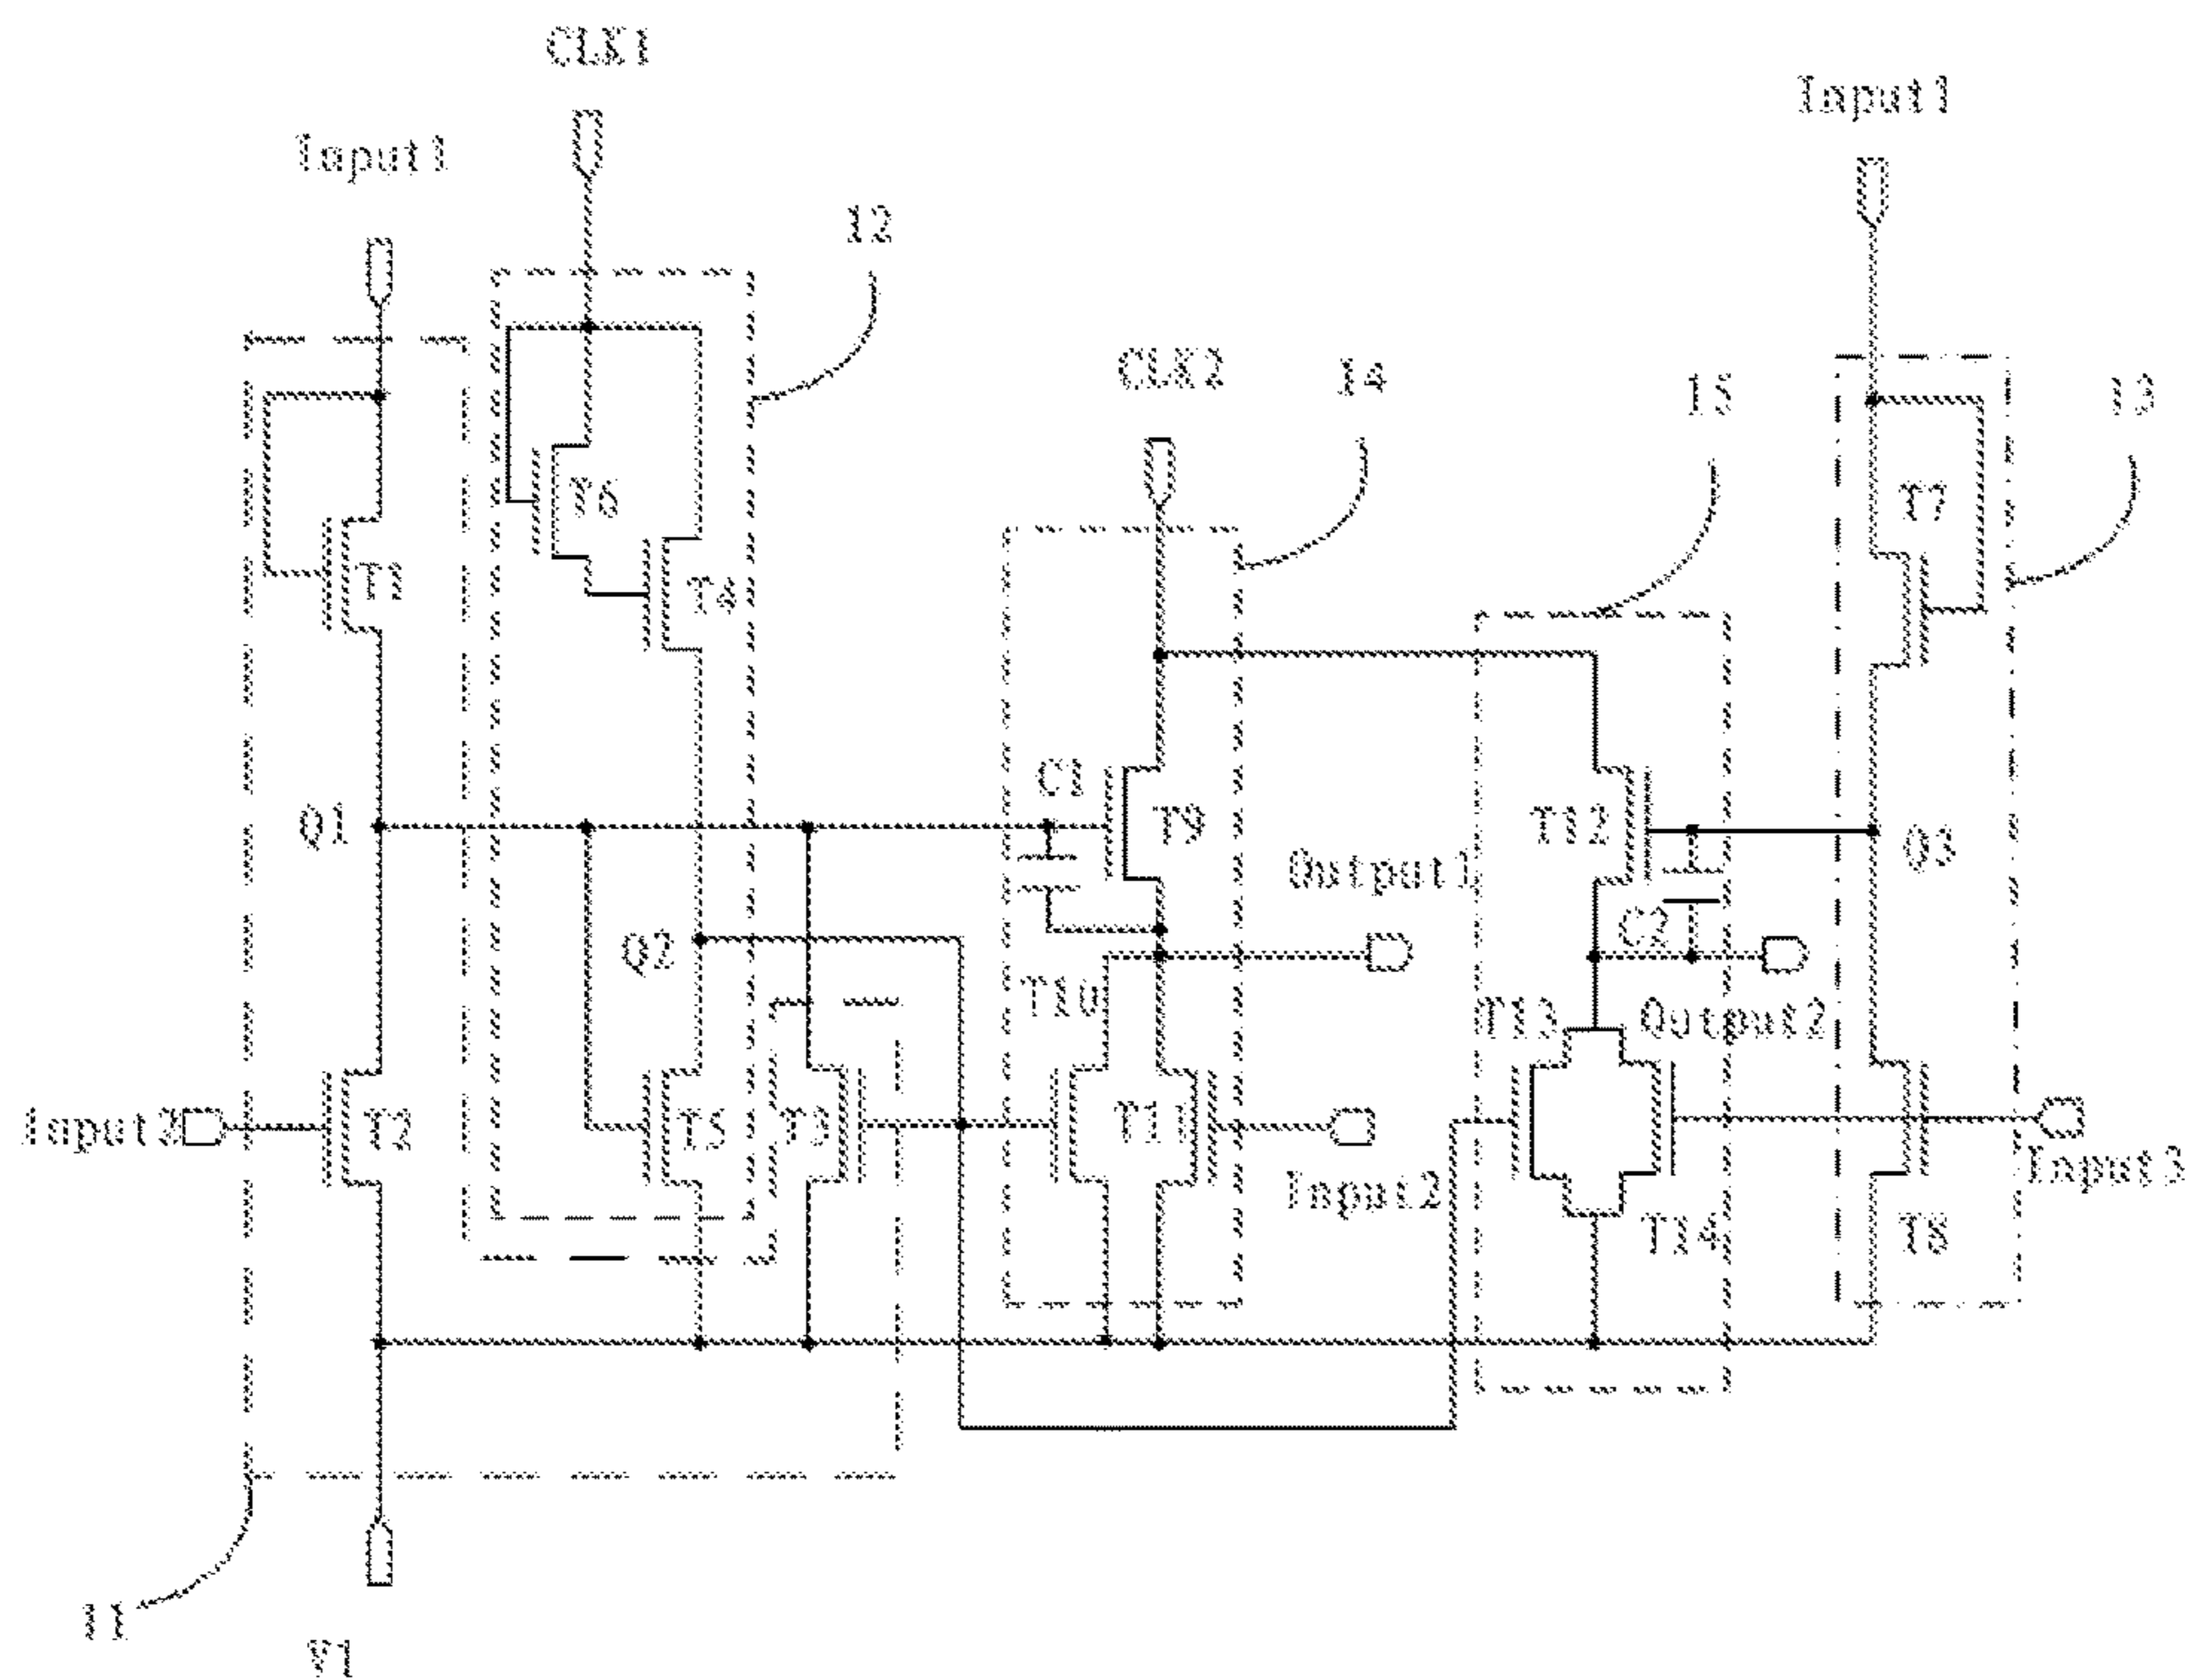 CLK1
Input1
Input1
12
CLK2
14
15
13
T6
T7
T1
T4
C1
T9
T12
Q1
Output1
Q3
Q2
C2
T10
T13
Output2
Input2
T2
T5
T3
T11
Input2
Input3
T14
T8
11
V1